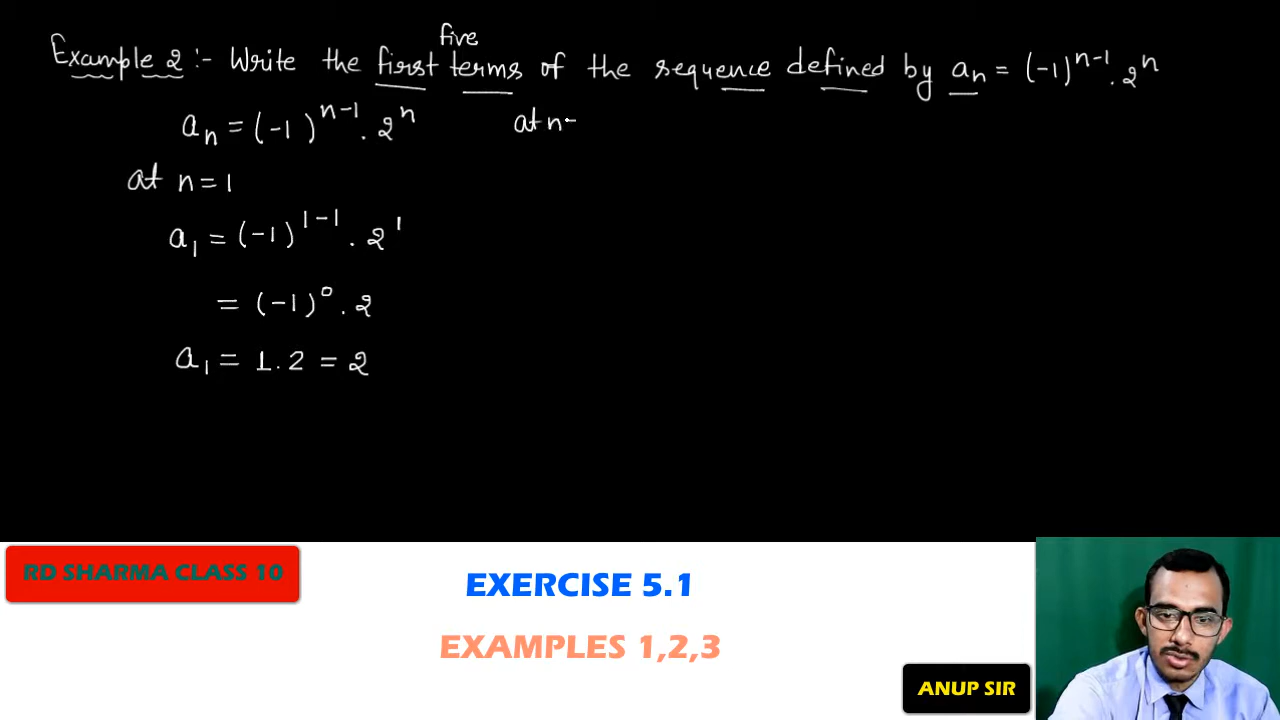 Example 2 :- Write the first five terms of the sequence defined by aₙ = (-1)ⁿ⁻¹ . 2ⁿ
aₙ = (-1)ⁿ⁻¹ . 2ⁿ
at n = 1
a₁ = (-1)¹⁻¹ . 2¹
= (-1)⁰ . 2
a₁ = 1 . 2 = 2
at n=
RD SHARMA CLASS 10
EXERCISE 5.1
EXAMPLES 1,2,3
ANUP SIR